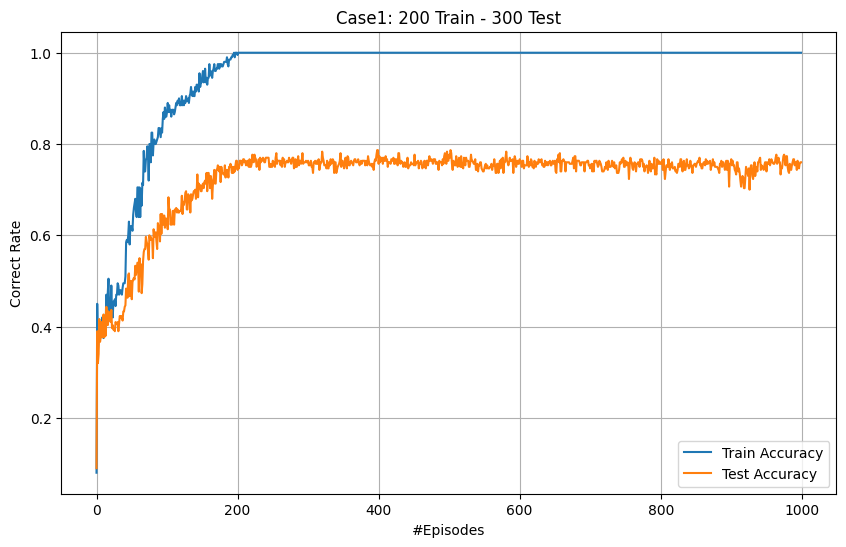 Case1: 200 Train - 300 Test
Correct Rate
1.0
0.8
0.6
0.4
0.2
0 200 400 600 800 1000
#Episodes
Train Accuracy
Test Accuracy